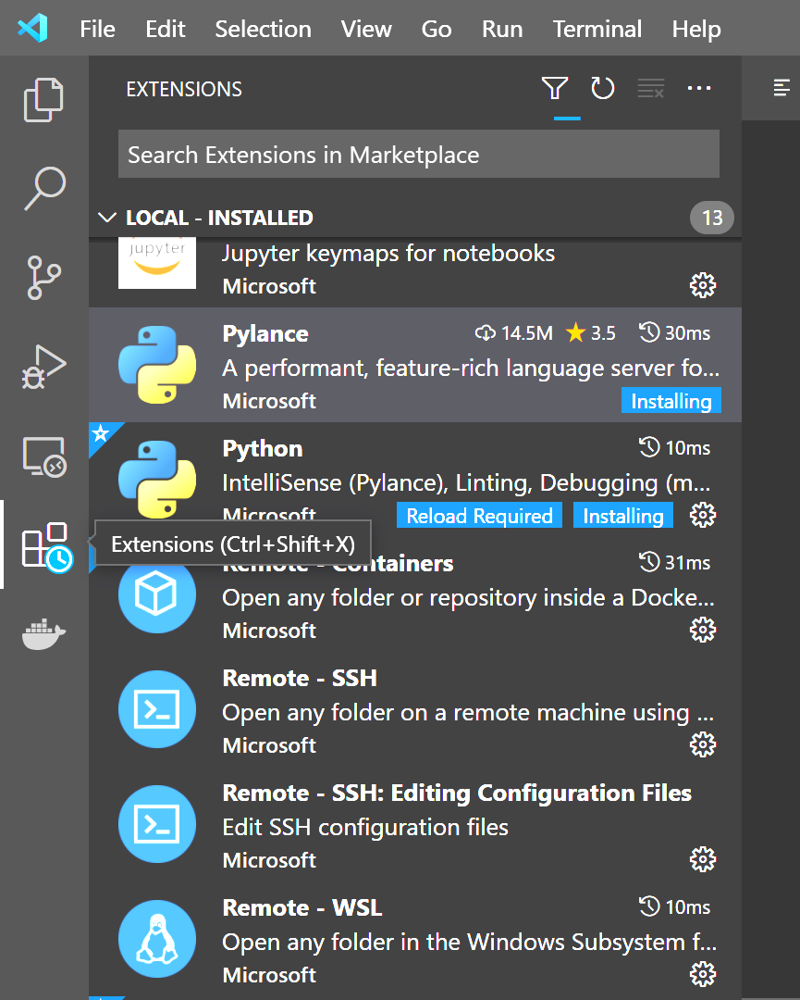 File Edit Selection View Go Run Terminal Help
EXTENSIONS
Search Extensions in Marketplace
LOCAL - INSTALLED 13
jupyter
Jupyter keymaps for notebooks
Microsoft
Pylance 14.5M 3.5 30ms
A performant, feature-rich language server fo...
Microsoft Installing
Python 10ms
IntelliSense (Pylance), Linting, Debugging (m...
Microsoft Reload Required Installing
Extensions (Ctrl+Shift+X)
Remote - Containers 31ms
Open any folder or repository inside a Docke...
Microsoft
Remote - SSH
Open any folder on a remote machine using ...
Microsoft
Remote - SSH: Editing Configuration Files
Edit SSH configuration files
Microsoft
Remote - WSL 10ms
Open any folder in the Windows Subsystem f...
Microsoft